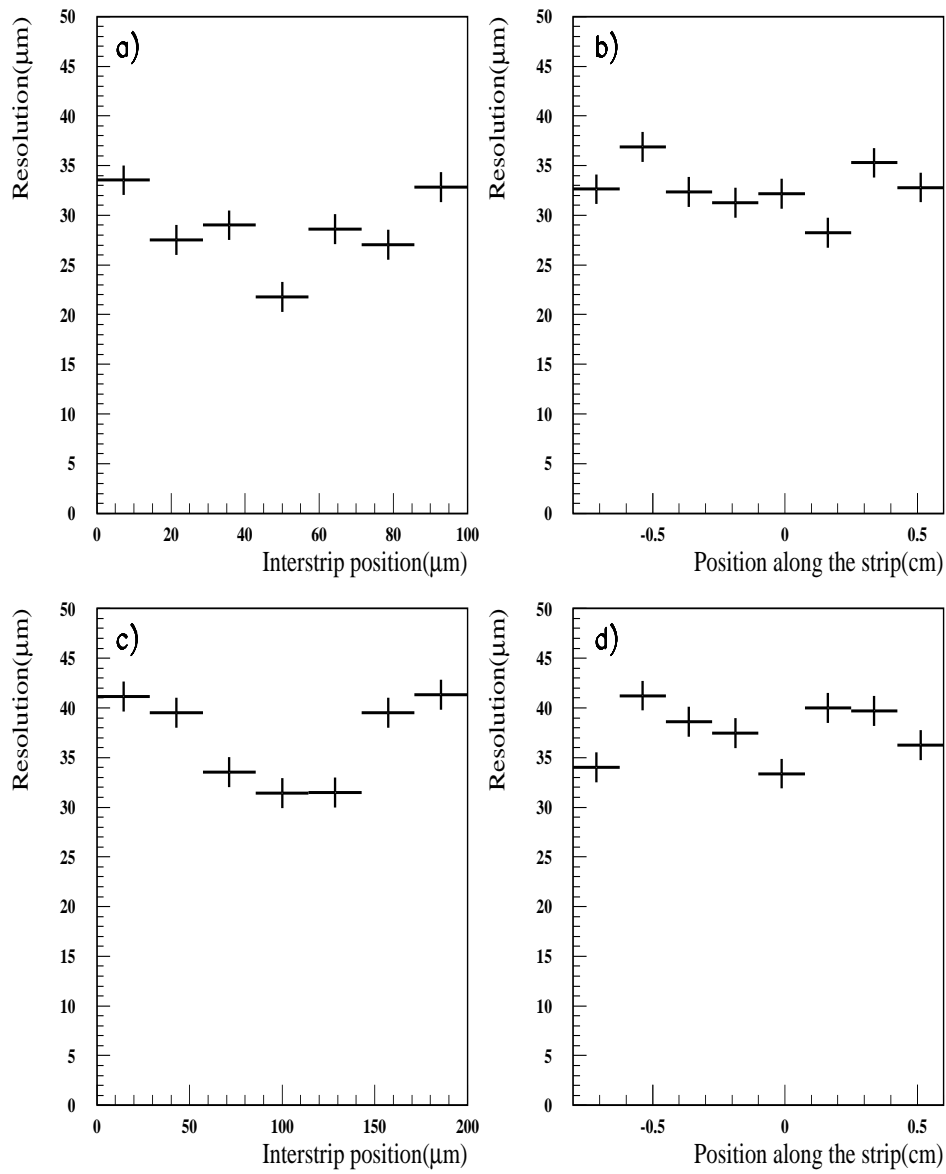 a)
Resolution(μm)
50
45
40
35
30
25
20
15
10
5
0
0 20 40 60 80 100
Interstrip position(μm)
b)
Resolution(μm)
50
45
40
35
30
25
20
15
10
5
0
-0.5 0 0.5
Position along the strip(cm)
c)
Resolution(μm)
50
45
40
35
30
25
20
15
10
5
0
0 50 100 150 200
Interstrip position(μm)
d)
Resolution(μm)
50
45
40
35
30
25
20
15
10
5
0
-0.5 0 0.5
Position along the strip(cm)